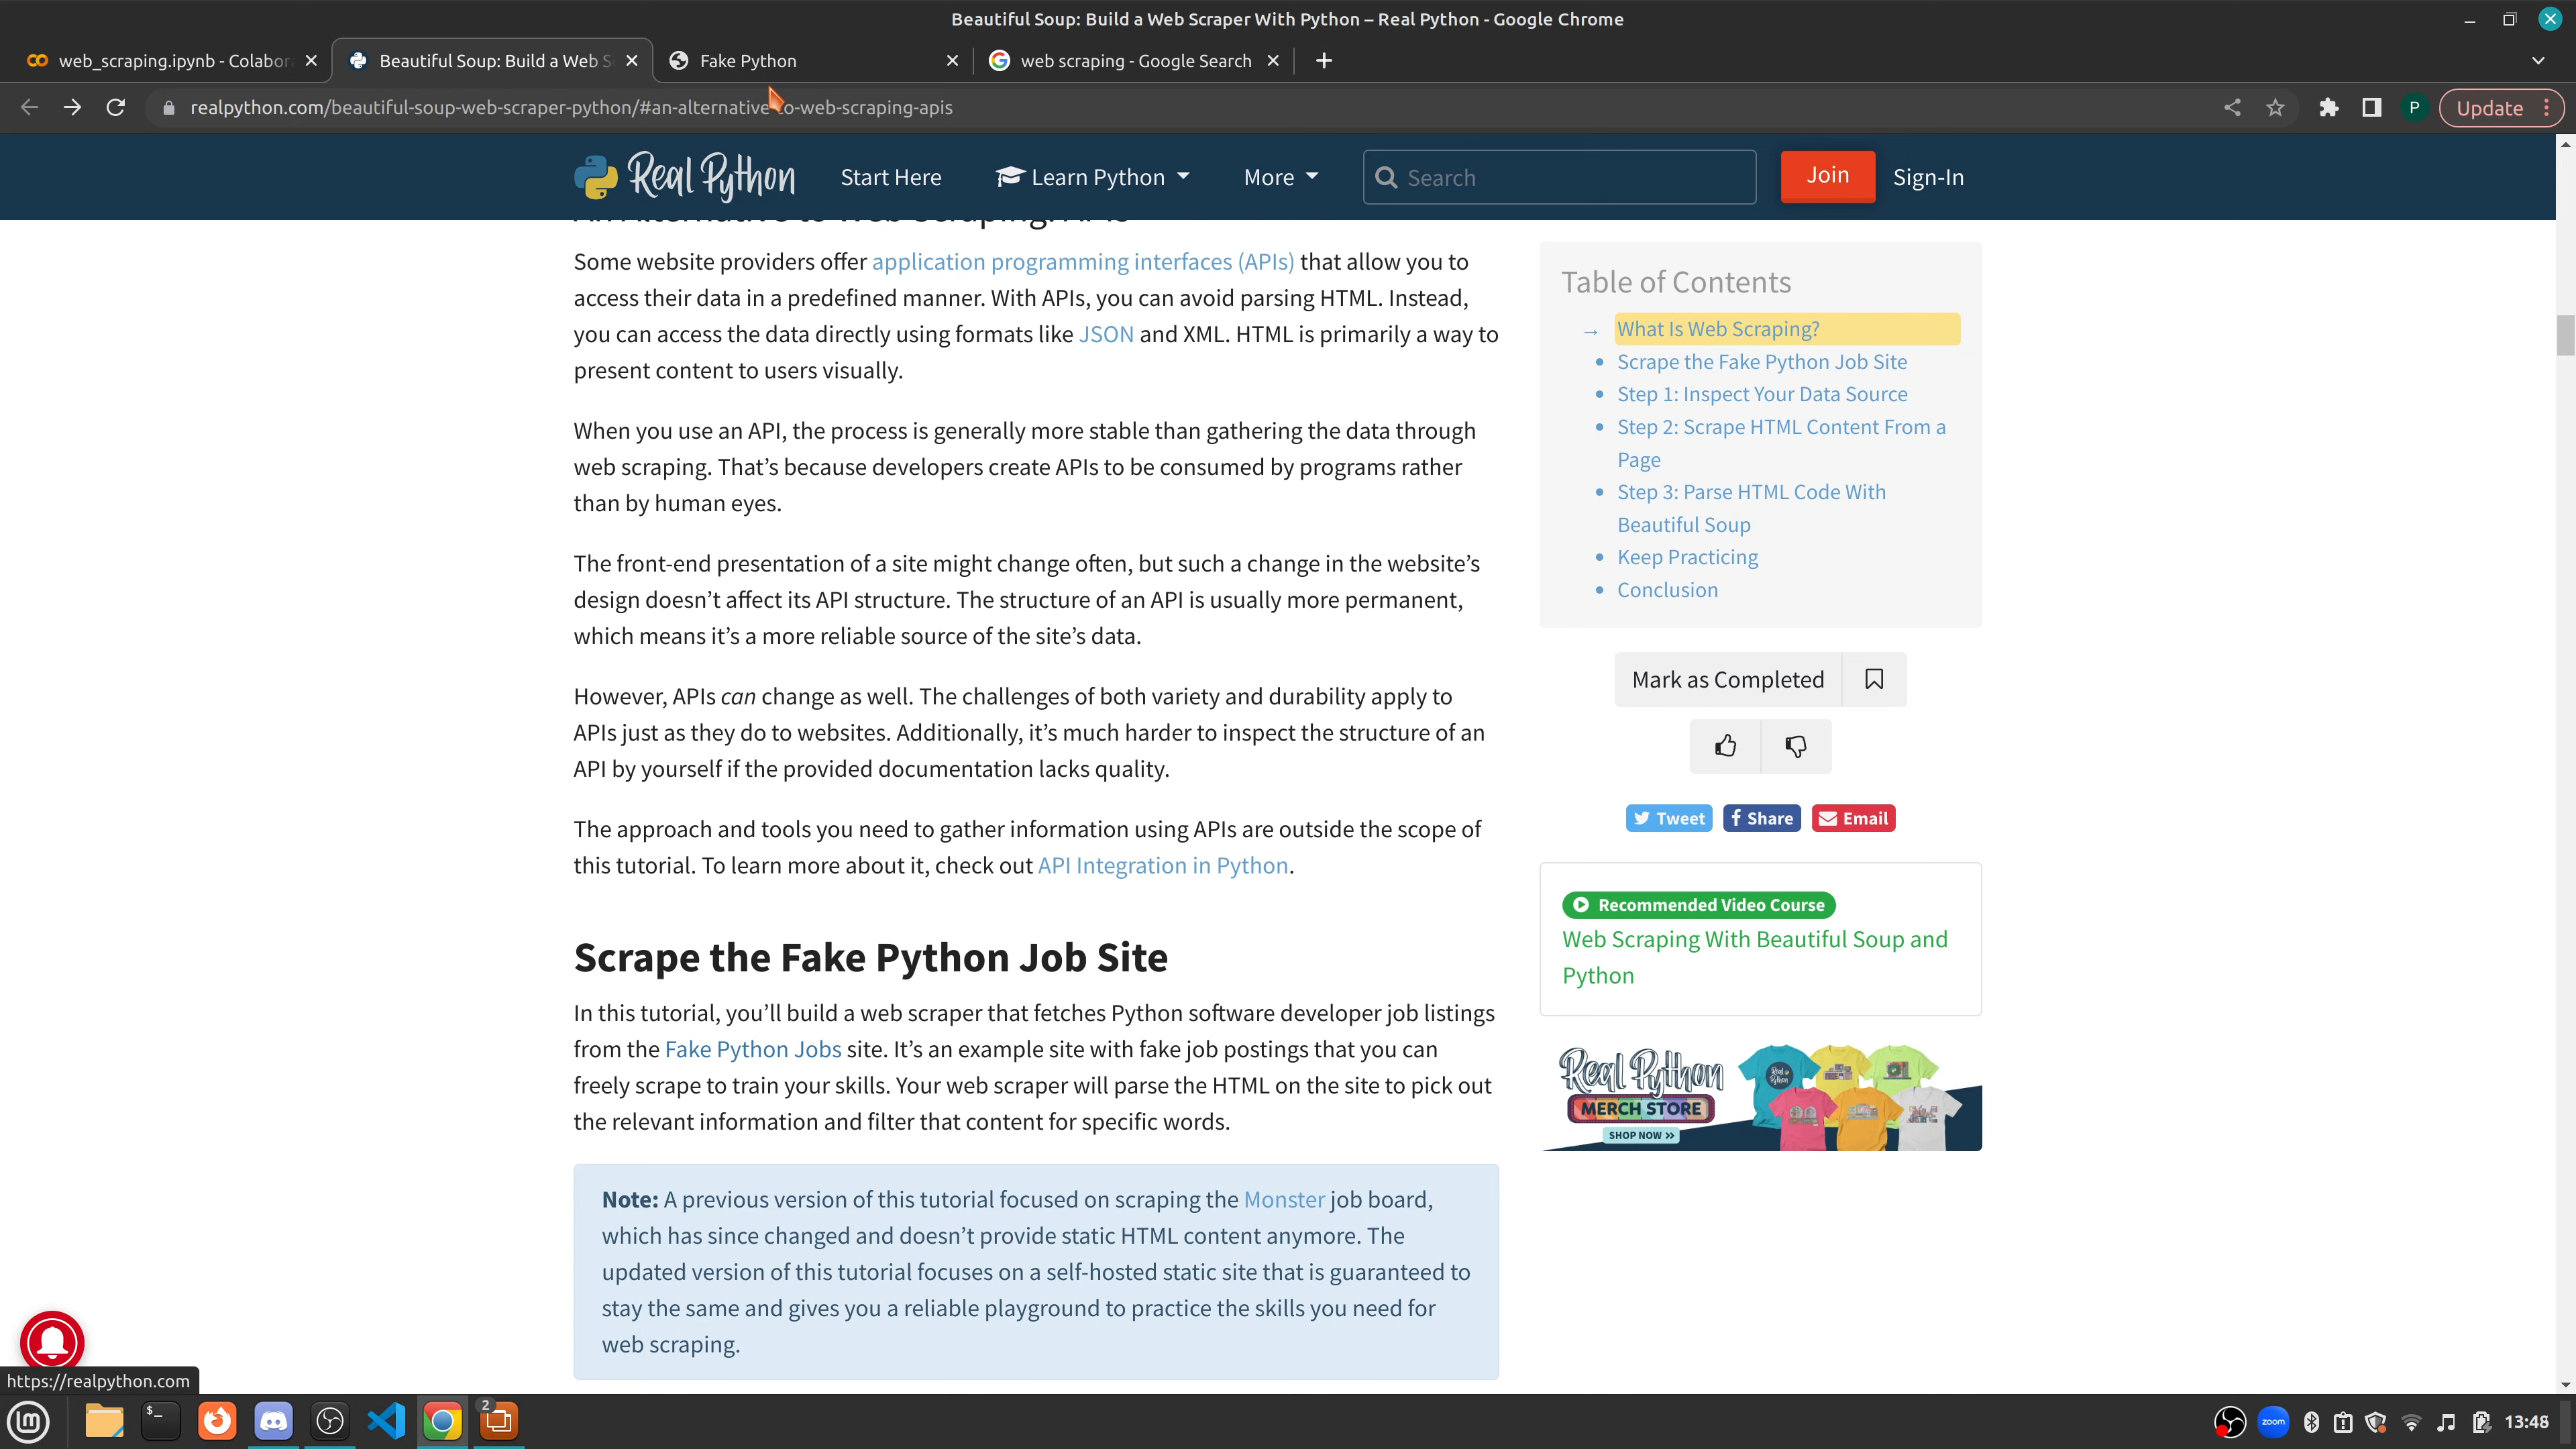 Beautiful Soup: Build a Web Scraper With Python – Real Python - Google Chrome
web_scraping.ipynb - Colabor
Beautiful Soup: Build a Web S
Fake Python
web scraping - Google Search
realpython.com/beautiful-soup-web-scraper-python/#an-alternative-to-web-scraping-apis
P
Update
Real Python
Start Here
Learn Python
More
Search
Join
Sign-In
An Alternative to Web Scraping: APIs
Some website providers offer application programming interfaces (APIs) that allow you to
access their data in a predefined manner. With APIs, you can avoid parsing HTML. Instead,
you can access the data directly using formats like JSON and XML. HTML is primarily a way to
present content to users visually.
When you use an API, the process is generally more stable than gathering the data through
web scraping. That’s because developers create APIs to be consumed by programs rather
than by human eyes.
The front-end presentation of a site might change often, but such a change in the website’s
design doesn’t affect its API structure. The structure of an API is usually more permanent,
which means it’s a more reliable source of the site’s data.
However, APIs can change as well. The challenges of both variety and durability apply to
APIs just as they do to websites. Additionally, it’s much harder to inspect the structure of an
API by yourself if the provided documentation lacks quality.
The approach and tools you need to gather information using APIs are outside the scope of
this tutorial. To learn more about it, check out API Integration in Python.
Scrape the Fake Python Job Site
In this tutorial, you’ll build a web scraper that fetches Python software developer job listings
from the Fake Python Jobs site. It’s an example site with fake job postings that you can
freely scrape to train your skills. Your web scraper will parse the HTML on the site to pick out
the relevant information and filter that content for specific words.
Note: A previous version of this tutorial focused on scraping the Monster job board,
which has since changed and doesn’t provide static HTML content anymore. The
updated version of this tutorial focuses on a self-hosted static site that is guaranteed to
stay the same and gives you a reliable playground to practice the skills you need for
web scraping.
Table of Contents
→ What Is Web Scraping?
• Scrape the Fake Python Job Site
• Step 1: Inspect Your Data Source
• Step 2: Scrape HTML Content From a
Page
• Step 3: Parse HTML Code With
Beautiful Soup
• Keep Practicing
• Conclusion
Mark as Completed
Tweet
Share
Email
Recommended Video Course
Web Scraping With Beautiful Soup and
Python
Real Python
MERCH STORE
SHOP NOW >>
https://realpython.com
$_
2
zoom
13:48